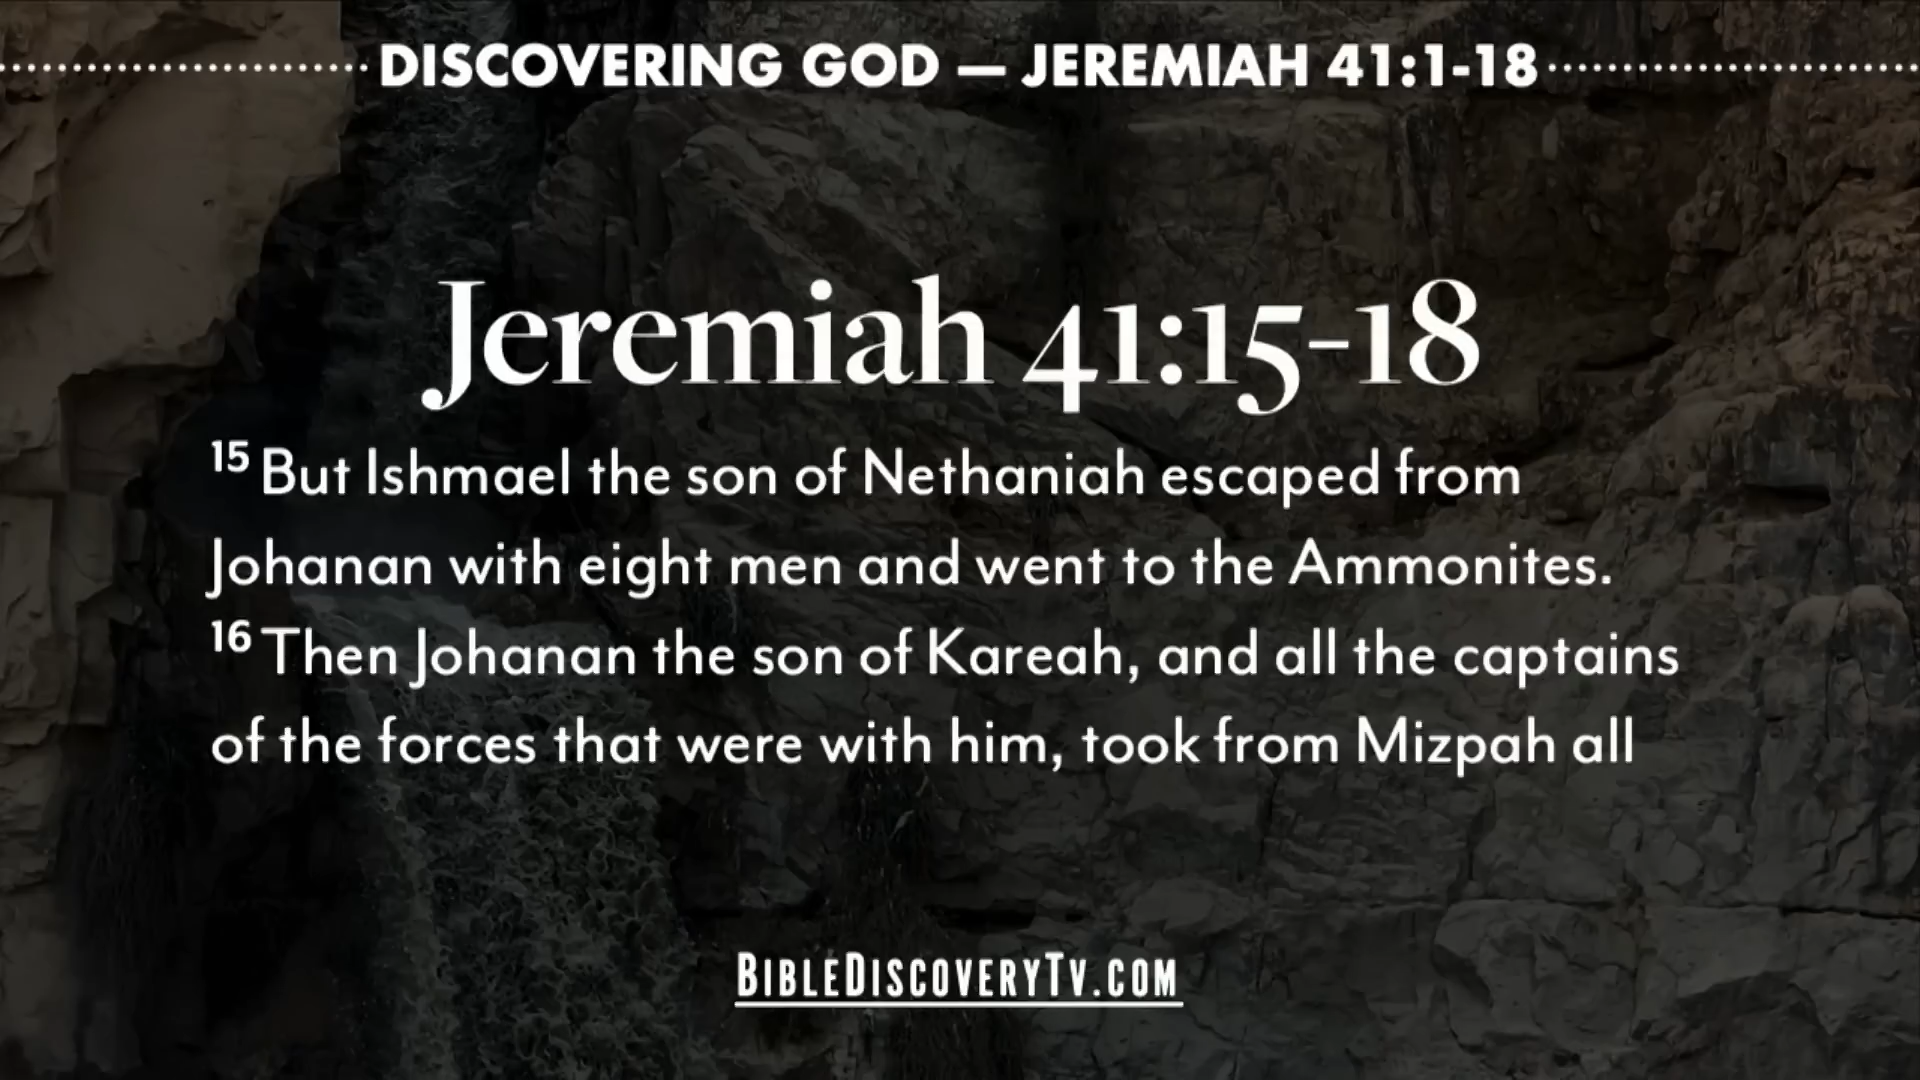 DISCOVERING GOD — JEREMIAH 41:1-18
Jeremiah 41:15-18
15 But Ishmael the son of Nethaniah escaped from
Johanan with eight men and went to the Ammonites.
16 Then Johanan the son of Kareah, and all the captains
of the forces that were with him, took from Mizpah all
BIBLEDISCOVERYTV.COM